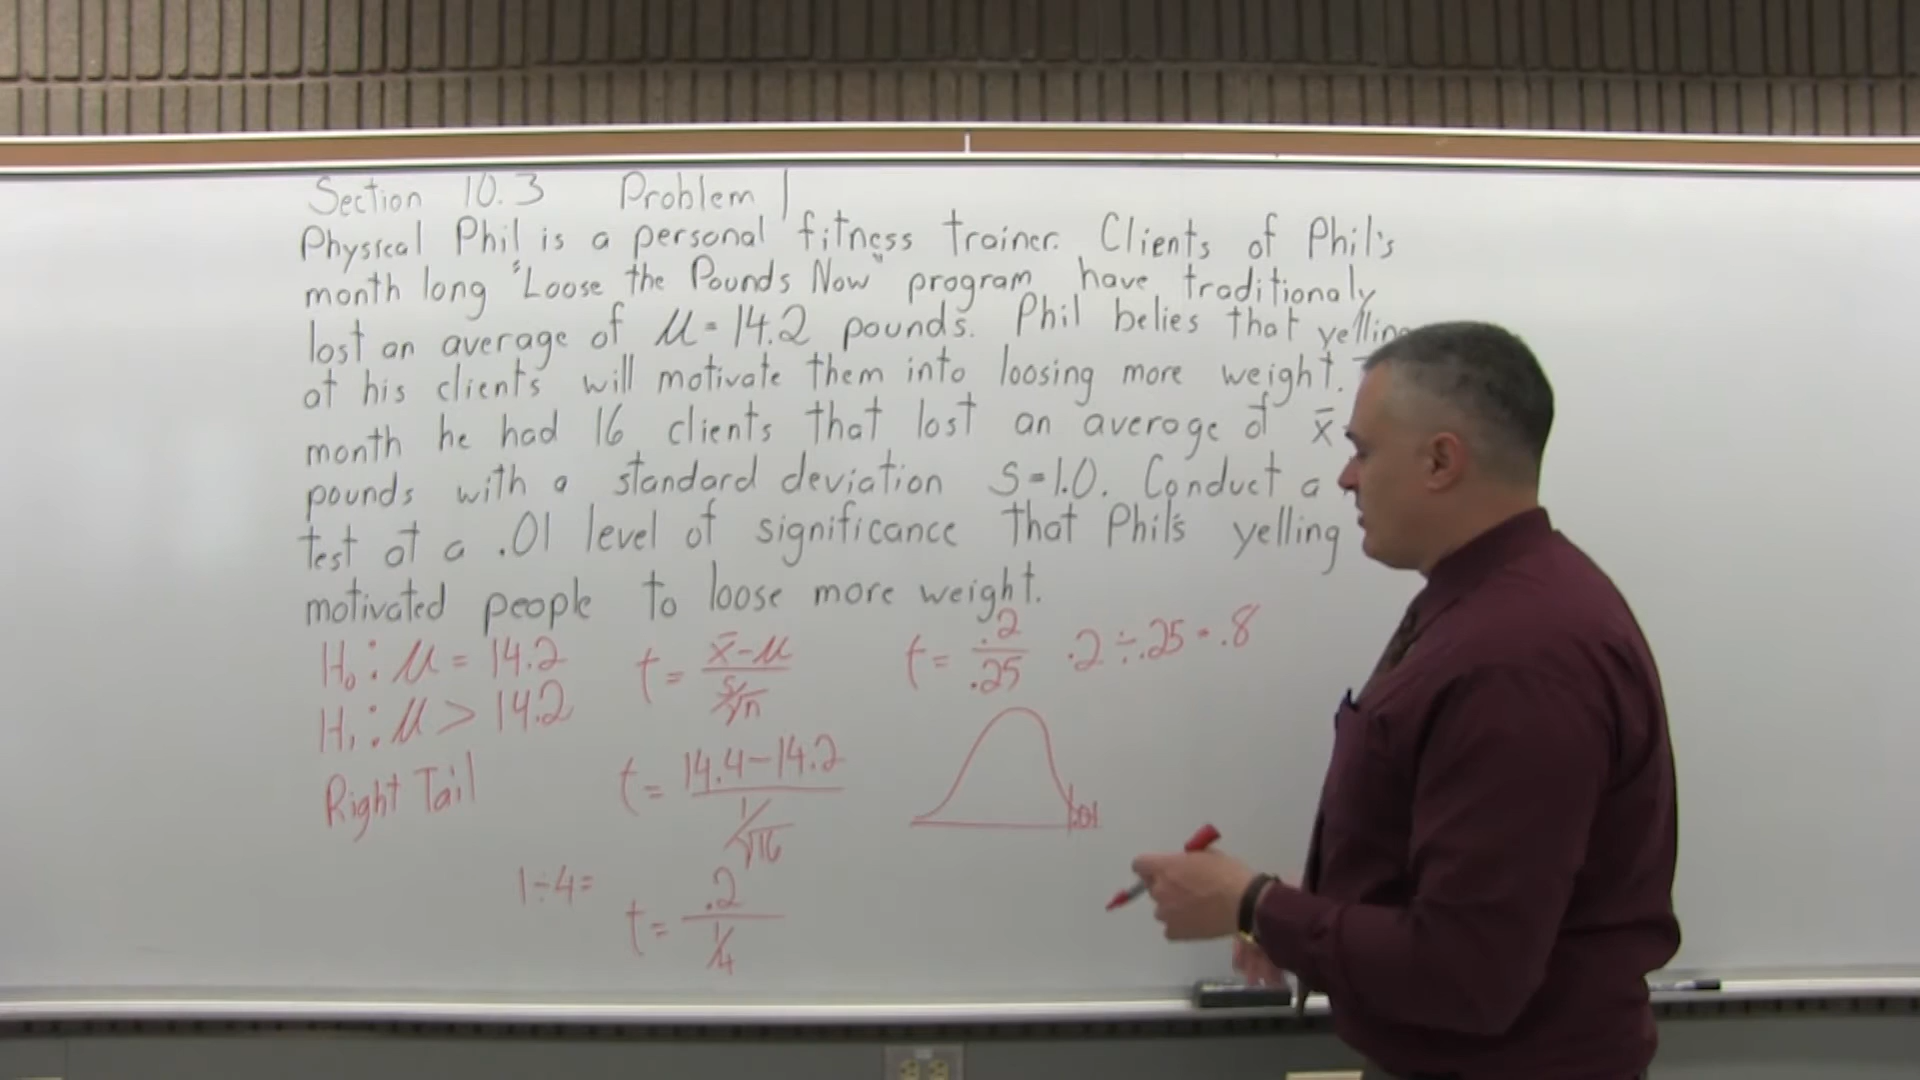 Section 10.3 Problem 1
Physical Phil is a personal fitness trainer. Clients of Phil's
month long "Loose the Pounds Now" program have traditionaly
lost an average of μ=14.2 pounds. Phil belies that yelling
at his clients will motivate them into loosing more weight.
month he had 16 clients that lost an average of x̄
pounds with a standard deviation S=1.0. Conduct a
test at a .01 level of significance that Phil's yelling
motivated people to loose more weight.
H₀: μ = 14.2
H₁: μ > 14.2
Right Tail
t = (x̄-μ)/(s/√n)
t = (14.4-14.2)/(1/√16)
1÷4=
t = .2/(1/4)
t = .2/.25 .2÷.25=.8
.01